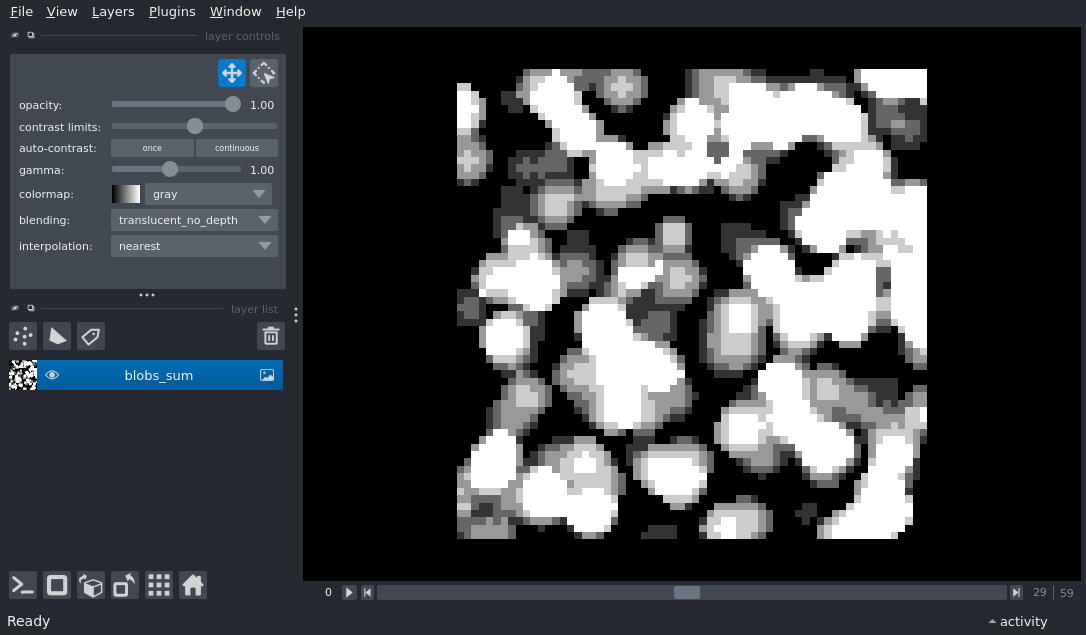 File View Layers Plugins Window Help
layer controls
opacity: 1.00
contrast limits:
auto-contrast: once continuous
gamma: 1.00
colormap: gray
blending: translucent_no_depth
interpolation: nearest
layer list
blobs_sum
0 29 59
Ready activity